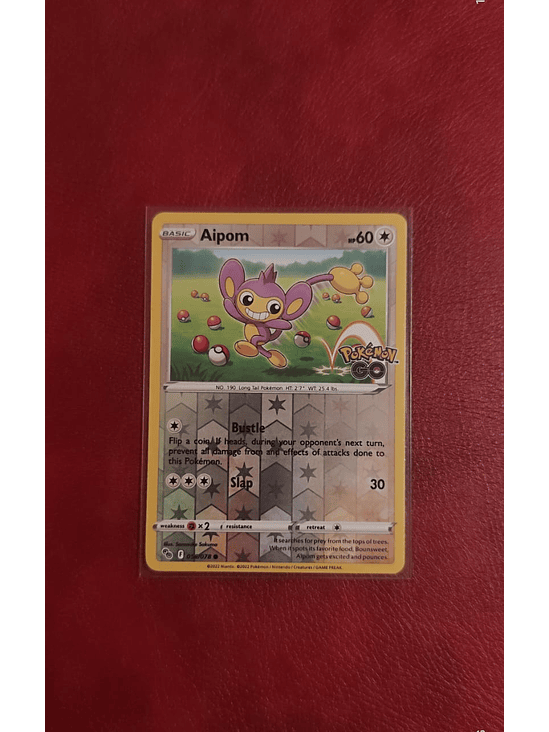 BASIC Aipom HP60
Pokémon
GO
NO. 190 Long Tail Pokémon HT: 2'7" WT: 25.4 lbs.
Bustle
Flip a coin. If heads, during your opponent's next turn,
prevent all damage from and effects of attacks done to
this Pokémon.
Slap 30
weakness ×2 resistance retreat
Illus.
/078
It searches for prey from the tops of trees.
When it spots its favorite food, Bounsweet,
Aipom gets excited and pounces.
©2022 Niantic. ©2022 Pokémon / Nintendo / Creatures / GAME FREAK